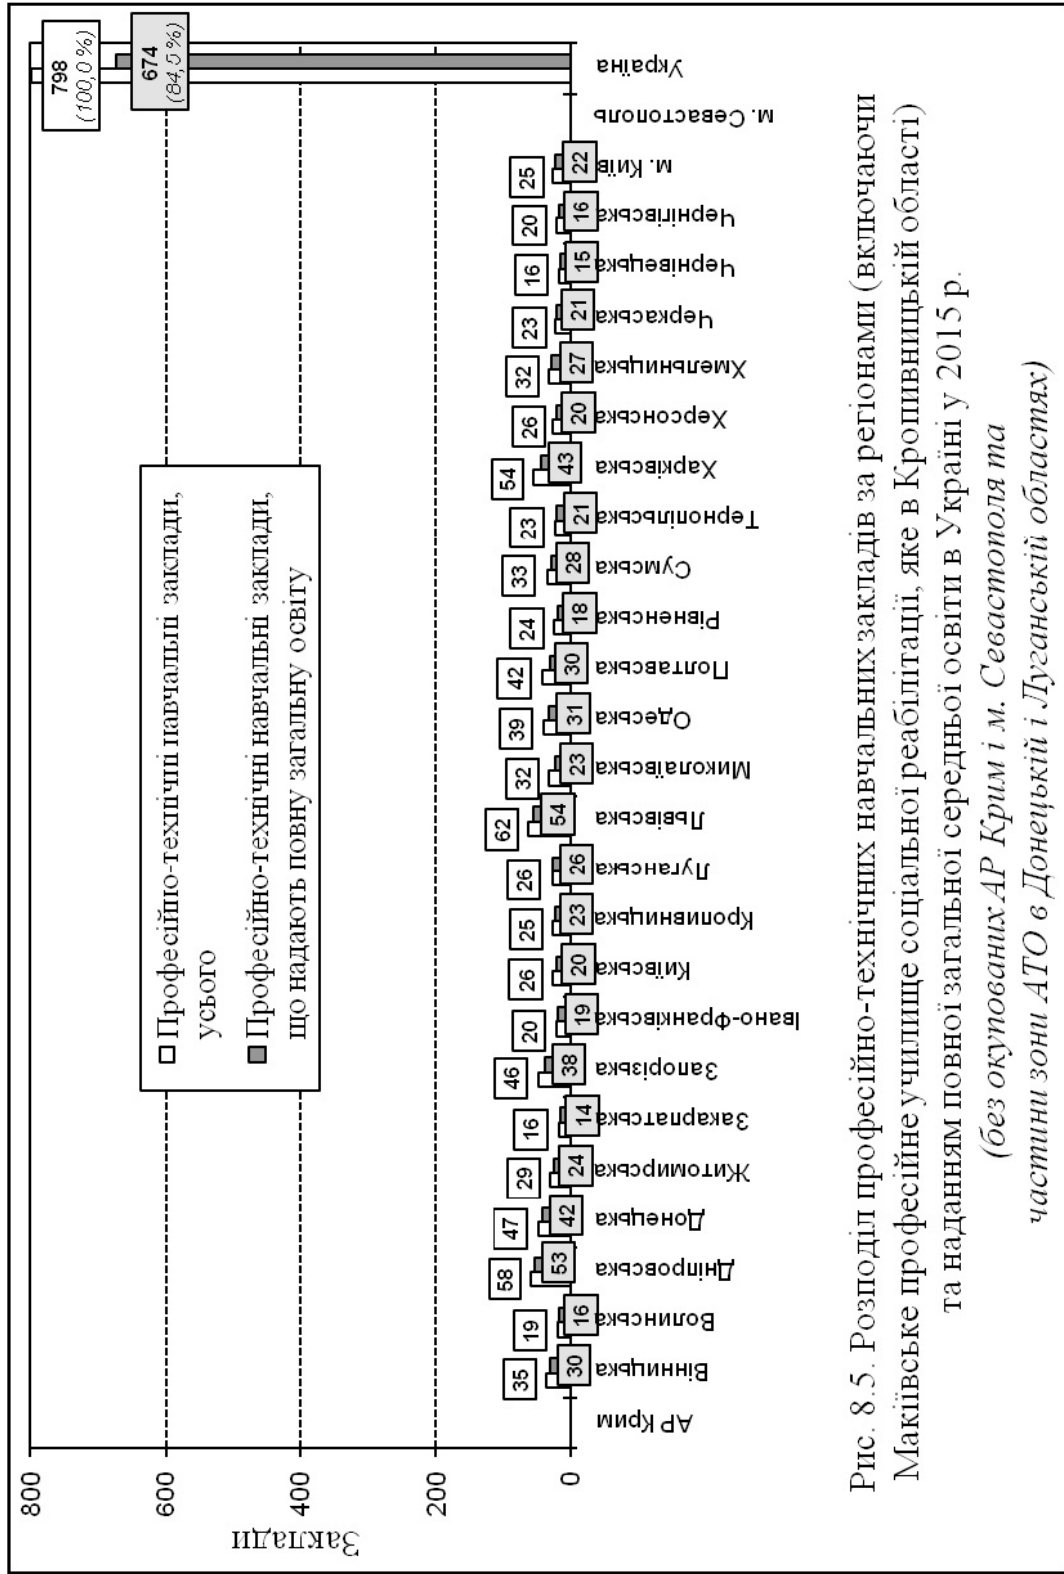 798
(100,0 %)
674
(84,5 %)
800
600
400
200
0
Заклади
Професійно-технічні навчальні заклади,
усього
Професійно-технічні навчальні заклади,
що надають повну загальну освіту
35
19
58
47
29
16
46
20
26
25
26
62
32
39
42
24
33
23
54
26
32
23
16
20
25
30
16
53
42
24
14
38
19
20
23
26
54
23
31
30
18
28
21
43
20
27
21
15
16
22
АР Крим
Вінницька
Волинська
Дніпровська
Донецька
Житомирська
Закарпатська
Запорізька
Івано-Франківська
Київська
Кропивницька
Луганська
Львівська
Миколаївська
Одеська
Полтавська
Рівненська
Сумська
Тернопільська
Харківська
Херсонська
Хмельницька
Черкаська
Чернівецька
Чернігівська
м. Київ
м. Севастополь
Україна
Рис. 8.5. Розподіл професійно-технічних навчальних закладів за регіонами (включаючи
Макіївське професійне училище соціальної реабілітації, яке в Кропивницькій області)
та наданням повної загальної середньої освіти в Україні у 2015 р.
(без окупованих АР Крим і м. Севастополя та
частини зони АТО в Донецькій і Луганській областях)